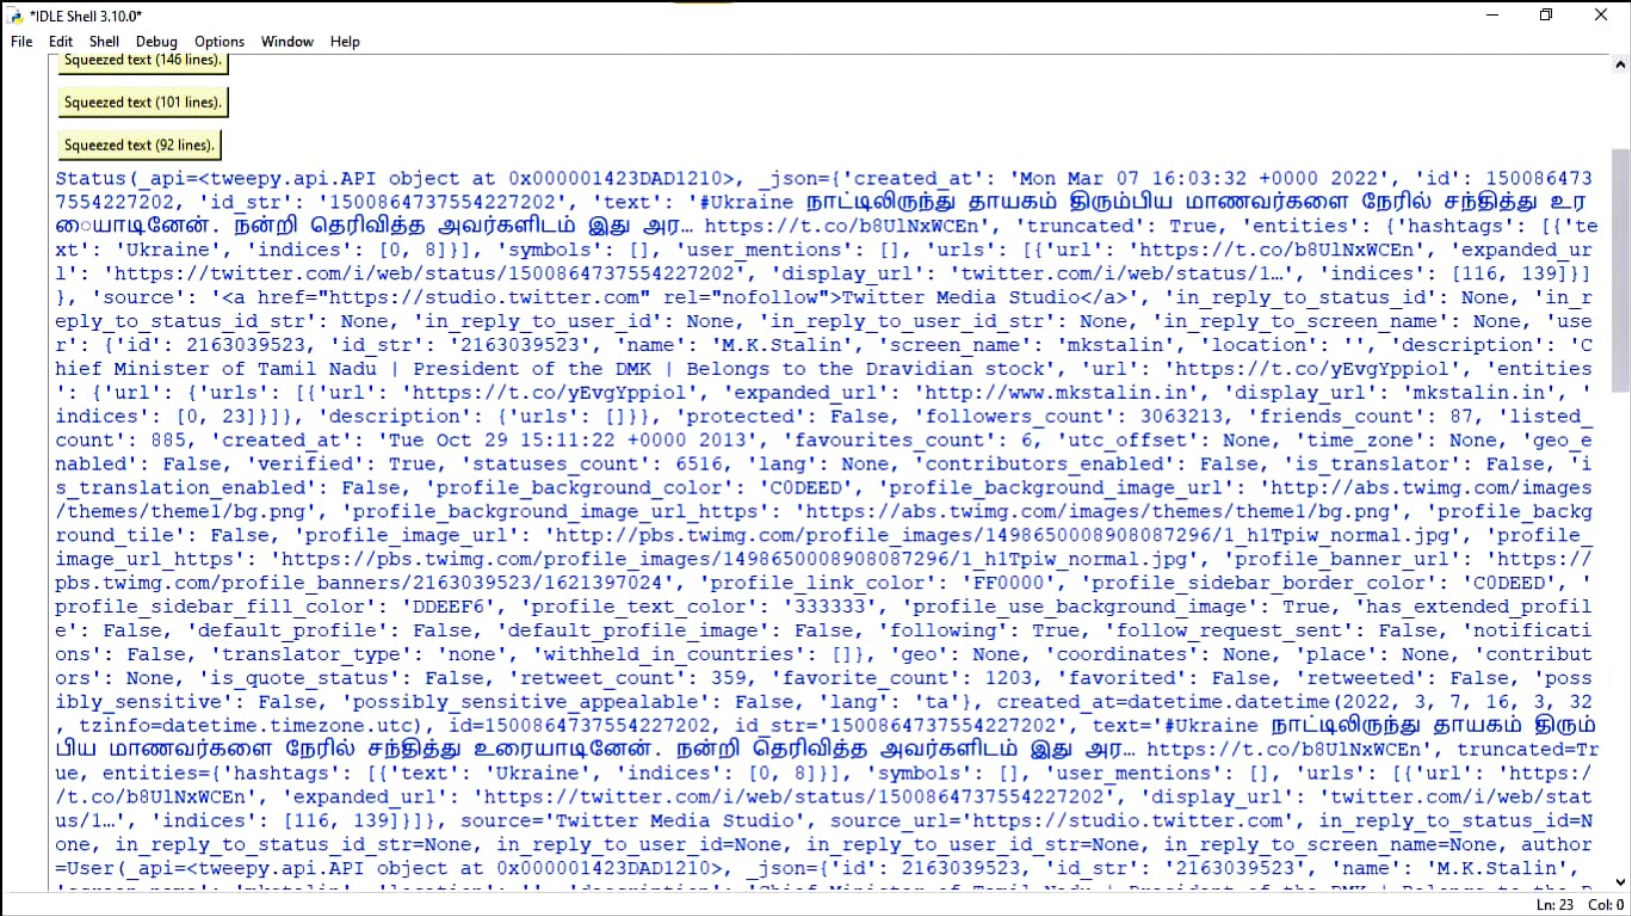 *IDLE Shell 3.10.0*
File Edit Shell Debug Options Window Help
Squeezed text (146 lines).
Squeezed text (101 lines).
Squeezed text (92 lines).
Status(_api=<tweepy.api.API object at 0x000001423DAD1210>, _json={'created_at': 'Mon Mar 07 16:03:32 +0000 2022', 'id': 150086473
7554227202, 'id_str': '1500864737554227202', 'text': '#Ukraine நாட்டிலிருந்து தாயகம் திரும்பிய மாணவர்களை நேரில் சந்தித்து உர
ையாடினேன். நன்றி தெரிவித்த அவர்களிடம் இது அர… https://t.co/b8UlNxWCEn', 'truncated': True, 'entities': {'hashtags': [{'te
xt': 'Ukraine', 'indices': [0, 8]}], 'symbols': [], 'user_mentions': [], 'urls': [{'url': 'https://t.co/b8UlNxWCEn', 'expanded_ur
l': 'https://twitter.com/i/web/status/1500864737554227202', 'display_url': 'twitter.com/i/web/status/1…', 'indices': [116, 139]}]
}, 'source': '<a href="https://studio.twitter.com" rel="nofollow">Twitter Media Studio</a>', 'in_reply_to_status_id': None, 'in_r
eply_to_status_id_str': None, 'in_reply_to_user_id': None, 'in_reply_to_user_id_str': None, 'in_reply_to_screen_name': None, 'use
r': {'id': 2163039523, 'id_str': '2163039523', 'name': 'M.K.Stalin', 'screen_name': 'mkstalin', 'location': '', 'description': 'C
hief Minister of Tamil Nadu | President of the DMK | Belongs to the Dravidian stock', 'url': 'https://t.co/yEvgYppiol', 'entities
': {'url': {'urls': [{'url': 'https://t.co/yEvgYppiol', 'expanded_url': 'http://www.mkstalin.in', 'display_url': 'mkstalin.in', '
indices': [0, 23]}]}, 'description': {'urls': []}}, 'protected': False, 'followers_count': 3063213, 'friends_count': 87, 'listed_
count': 885, 'created_at': 'Tue Oct 29 15:11:22 +0000 2013', 'favourites_count': 6, 'utc_offset': None, 'time_zone': None, 'geo_e
nabled': False, 'verified': True, 'statuses_count': 6516, 'lang': None, 'contributors_enabled': False, 'is_translator': False, 'i
s_translation_enabled': False, 'profile_background_color': 'C0DEED', 'profile_background_image_url': 'http://abs.twimg.com/images
/themes/theme1/bg.png', 'profile_background_image_url_https': 'https://abs.twimg.com/images/themes/theme1/bg.png', 'profile_backg
round_tile': False, 'profile_image_url': 'http://pbs.twimg.com/profile_images/1498650008908087296/1_h1Tpiw_normal.jpg', 'profile_
image_url_https': 'https://pbs.twimg.com/profile_images/1498650008908087296/1_h1Tpiw_normal.jpg', 'profile_banner_url': 'https://
pbs.twimg.com/profile_banners/2163039523/1621397024', 'profile_link_color': 'FF0000', 'profile_sidebar_border_color': 'C0DEED', '
profile_sidebar_fill_color': 'DDEEF6', 'profile_text_color': '333333', 'profile_use_background_image': True, 'has_extended_profil
e': False, 'default_profile': False, 'default_profile_image': False, 'following': True, 'follow_request_sent': False, 'notificati
ons': False, 'translator_type': 'none', 'withheld_in_countries': []}, 'geo': None, 'coordinates': None, 'place': None, 'contribut
ors': None, 'is_quote_status': False, 'retweet_count': 359, 'favorite_count': 1203, 'favorited': False, 'retweeted': False, 'poss
ibly_sensitive': False, 'possibly_sensitive_appealable': False, 'lang': 'ta'}, created_at=datetime.datetime(2022, 3, 7, 16, 3, 32
, tzinfo=datetime.timezone.utc), id=1500864737554227202, id_str='1500864737554227202', text='#Ukraine நாட்டிலிருந்து தாயகம் திரும்
பிய மாணவர்களை நேரில் சந்தித்து உரையாடினேன். நன்றி தெரிவித்த அவர்களிடம் இது அர… https://t.co/b8UlNxWCEn', truncated=Tr
ue, entities={'hashtags': [{'text': 'Ukraine', 'indices': [0, 8]}], 'symbols': [], 'user_mentions': [], 'urls': [{'url': 'https:/
/t.co/b8UlNxWCEn', 'expanded_url': 'https://twitter.com/i/web/status/1500864737554227202', 'display_url': 'twitter.com/i/web/stat
us/1…', 'indices': [116, 139]}]}, source='Twitter Media Studio', source_url='https://studio.twitter.com', in_reply_to_status_id=N
one, in_reply_to_status_id_str=None, in_reply_to_user_id=None, in_reply_to_user_id_str=None, in_reply_to_screen_name=None, author
=User(_api=<tweepy.api.API object at 0x000001423DAD1210>, _json={'id': 2163039523, 'id_str': '2163039523', 'name': 'M.K.Stalin',
Ln: 23 Col: 0